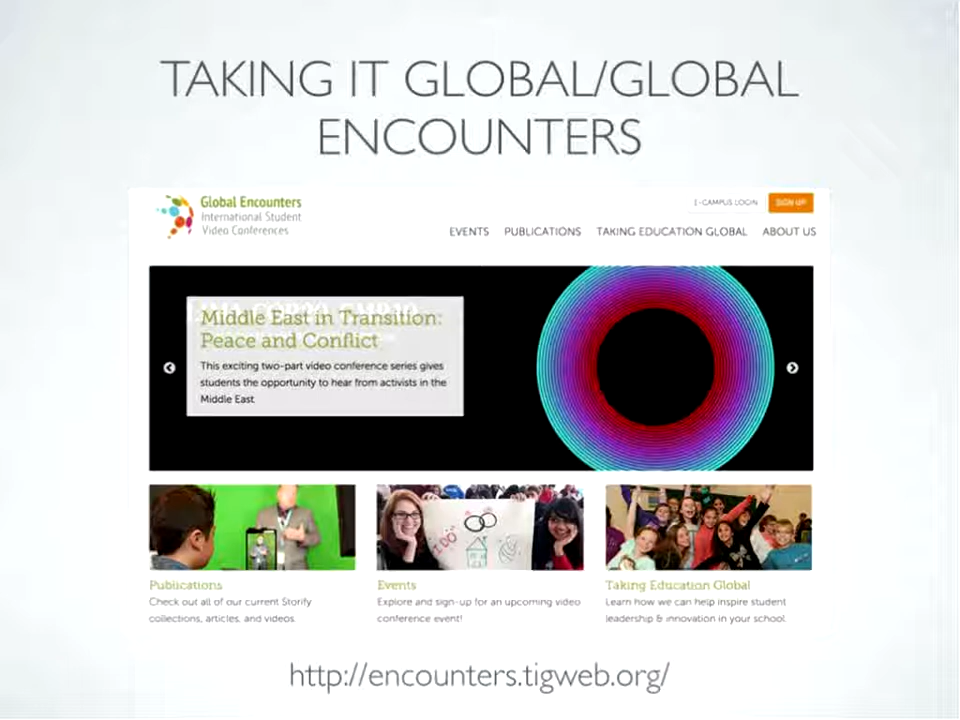 TAKING IT GLOBAL/GLOBAL
ENCOUNTERS
Global Encounters
International Student
Video Conferences
E-CAMPUS LOGIN
SIGN UP
EVENTS
PUBLICATIONS
TAKING EDUCATION GLOBAL
ABOUT US
Middle East in Transition:
Peace and Conflict
This exciting two-part video conference series gives
students the opportunity to hear from activists in the
Middle East
I DO
Publications
Check out all of our current Storify
collections, articles, and videos.
Events
Explore and sign-up for an upcoming video
conference event!
Taking Education Global
Learn how we can help inspire student
leadership & innovation in your school.
http://encounters.tigweb.org/